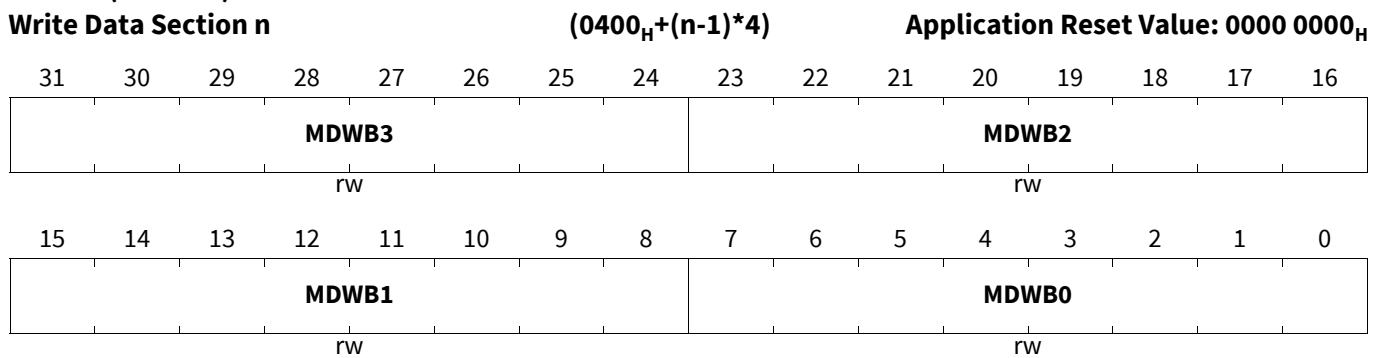 Write Data Section n (0400H+(n-1)*4) Application Reset Value: 0000 0000H
31 30 29 28 27 26 25 24 23 22 21 20 19 18 17 16
MDWB3 MDWB2
rw rw
15 14 13 12 11 10 9 8 7 6 5 4 3 2 1 0
MDWB1 MDWB0
rw rw